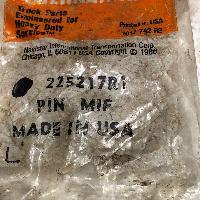 Truck Parts
Engineered for
Heavy Duty
Service™
Printed in USA
Navistar International Transportation Corp.
Chicago, IL 60611 USA Copyright © 1986
225217R1
PIN MIF
MADE IN USA
L